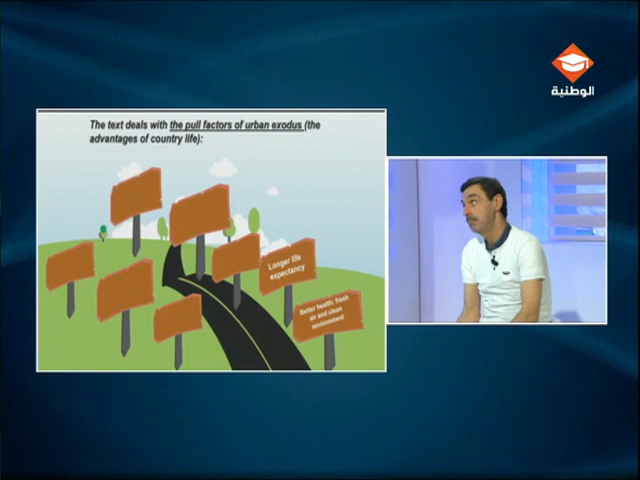 الوطنية
The text deals with the pull factors of urban exodus (the
advantages of country life):
Longer life
expectancy
Better health: fresh
air and clean
environment